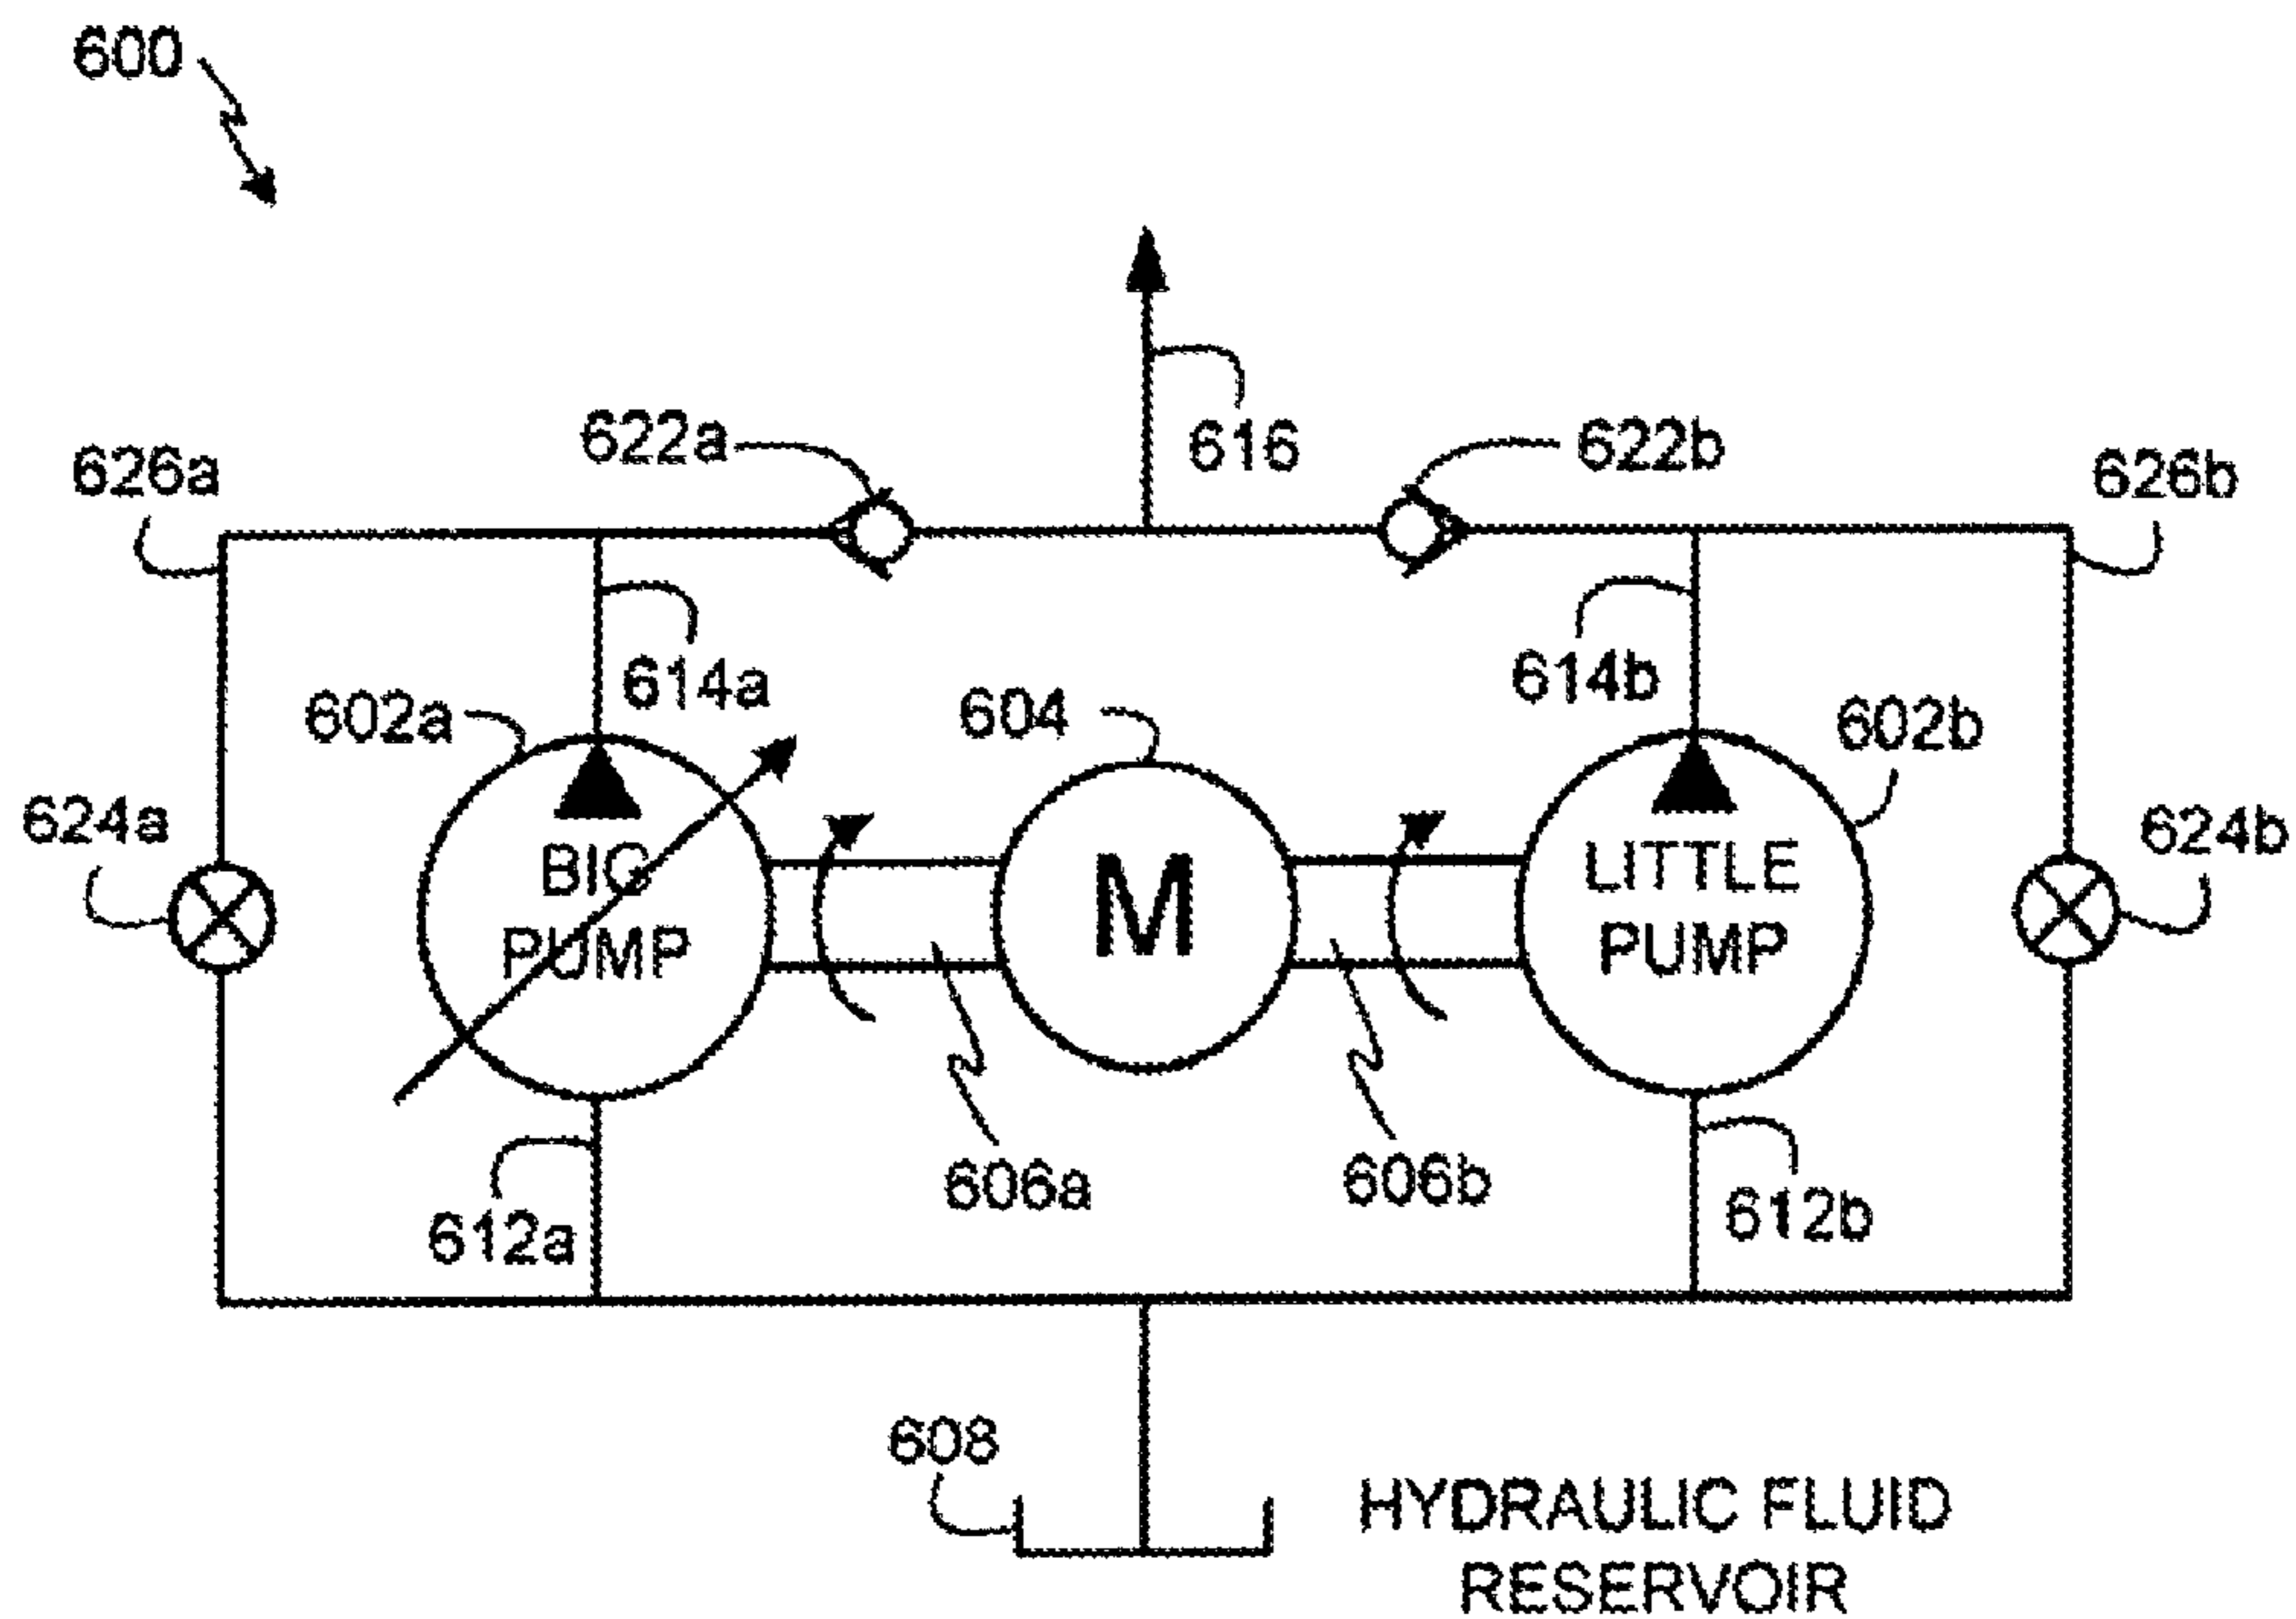 600
622a
616
622b
626a
626b
614a
614b
602a
604
602b
624a
624b
BIG
PUMP
M
LITTLE
PUMP
606a
606b
612a
612b
608
HYDRAULIC FLUID
RESERVOIR